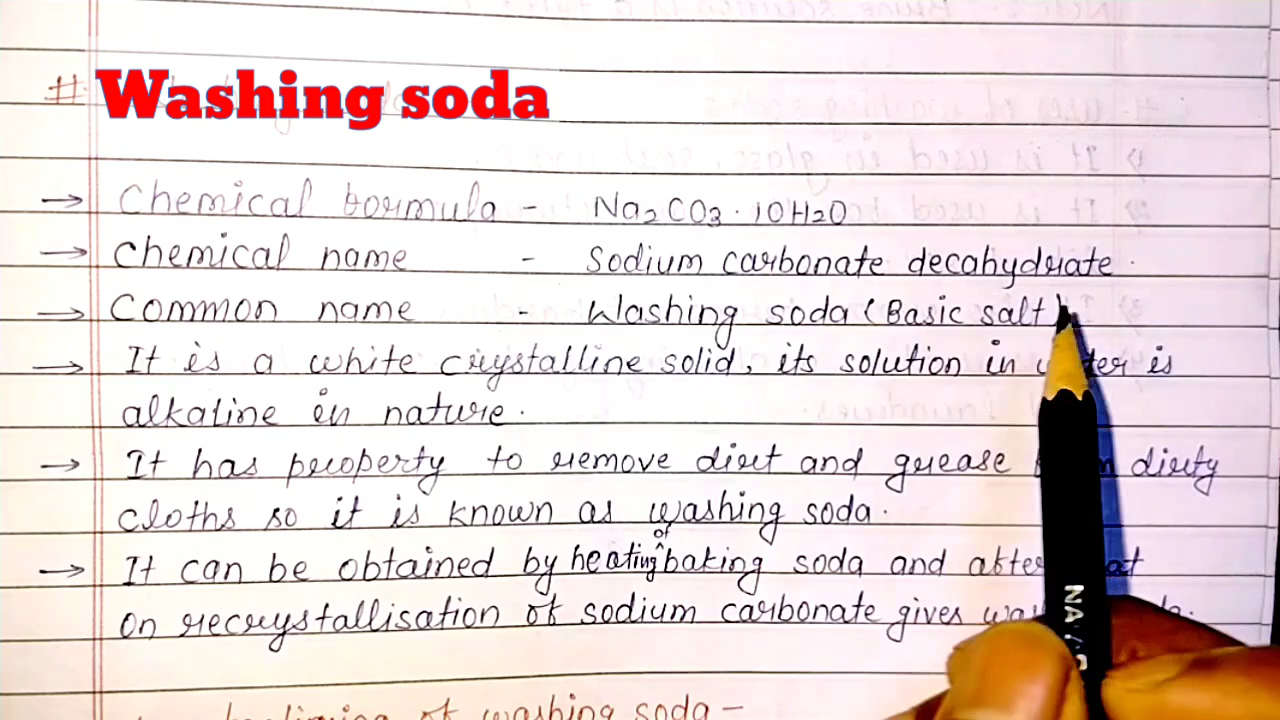 # Washing soda
→ Chemical formula - Na2CO3·10H2O
→ Chemical name - Sodium carbonate decahydrate.
→ Common name - Washing soda (Basic salt)
→ It is a white crystalline solid, its solution in water is
alkaline in nature.
→ It has property to remove dirt and grease dirty
cloths so it is known as washing soda.
→ It can be obtained by heating of baking soda and after
on recrystallisation of sodium carbonate gives
of washing soda -